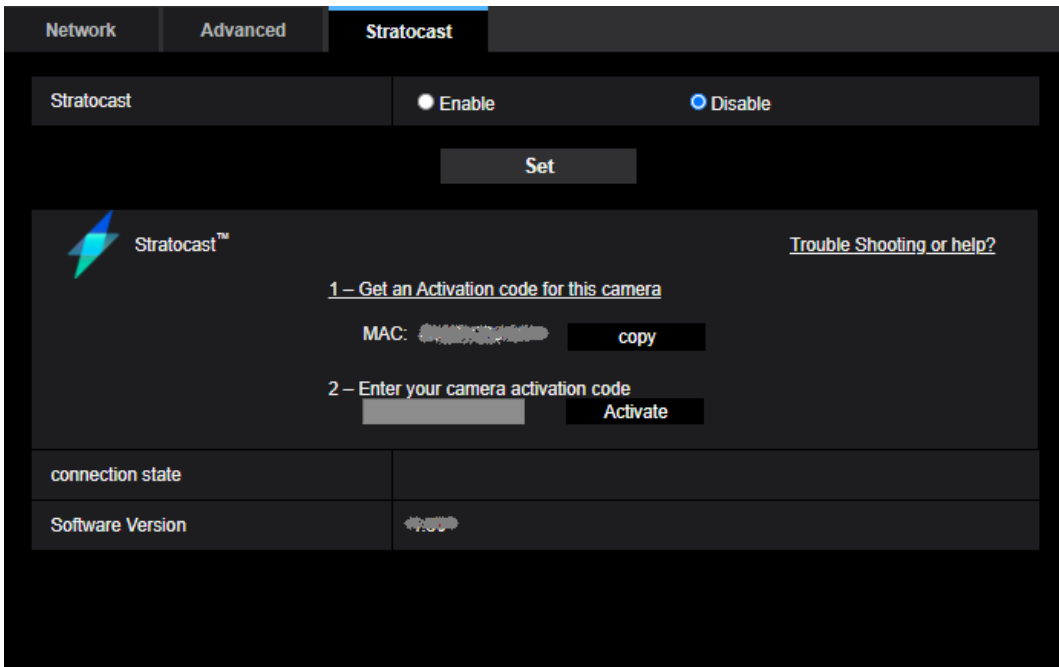 Network Advanced Stratocast
Stratocast Enable Disable
Set
Stratocast™ Trouble Shooting or help?
1 – Get an Activation code for this camera
MAC: copy
2 – Enter your camera activation code
Activate
connection state
Software Version